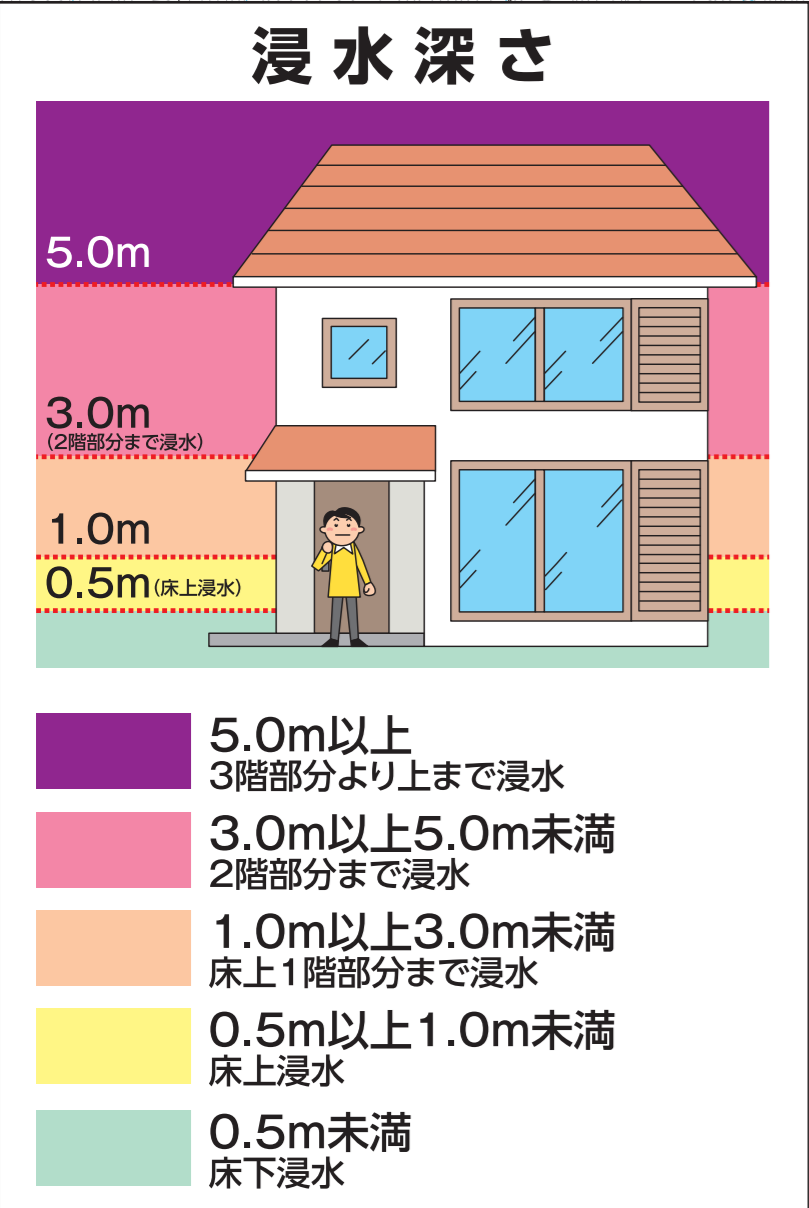 浸水深さ
5.0m
3.0m
(2階部分まで浸水)
1.0m
0.5m(床上浸水)
5.0m以上
3階部分より上まで浸水
3.0m以上5.0m未満
2階部分まで浸水
1.0m以上3.0m未満
床上1階部分まで浸水
0.5m以上1.0m未満
床上浸水
0.5m未満
床下浸水